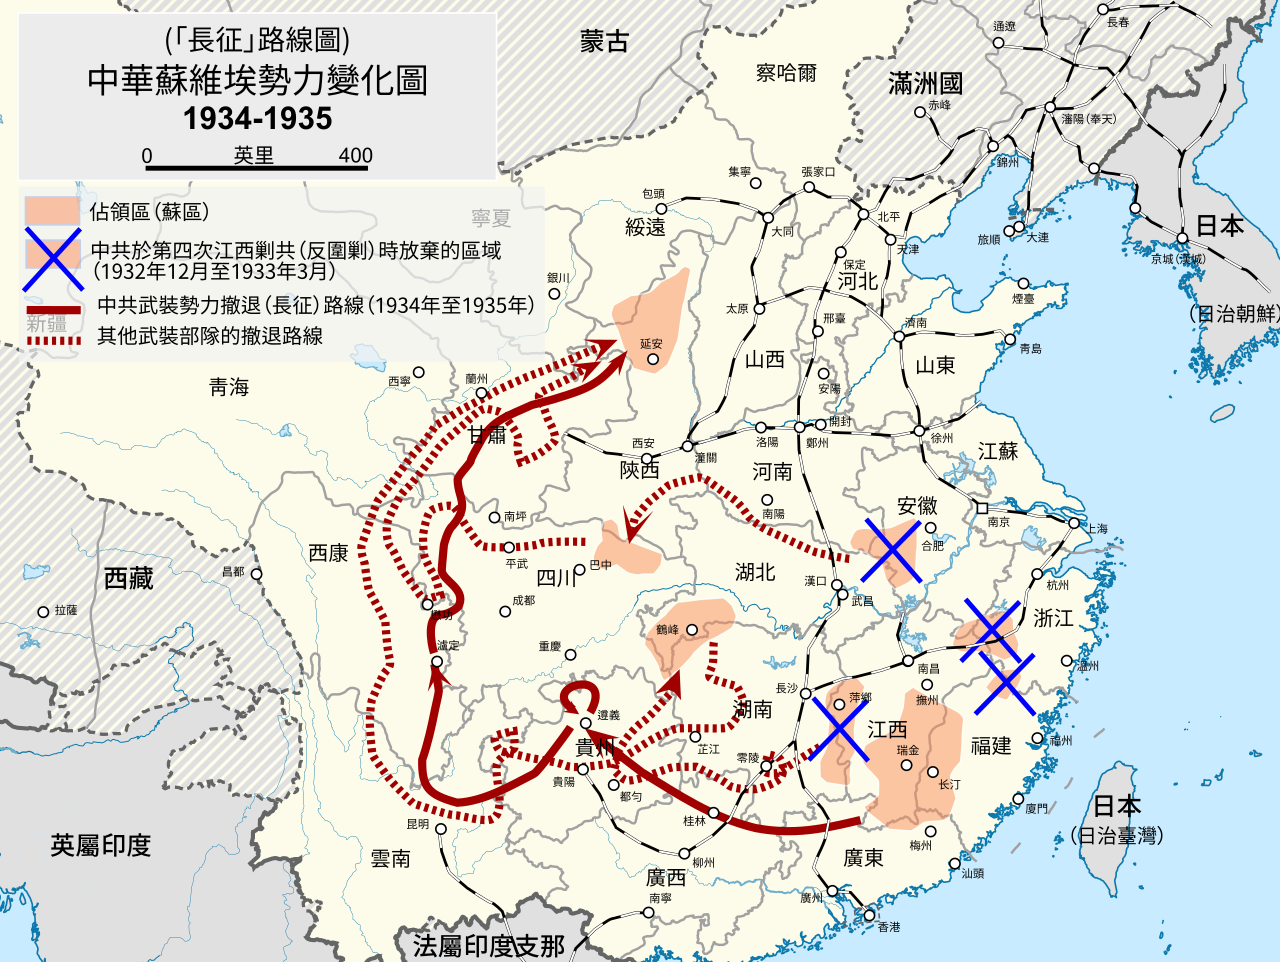 (「長征」路線圖)
中華蘇維埃勢力變化圖
1934-1935
0 英里 400
佔領區（蘇區）
中共於第四次江西剿共（反圍剿）時放棄的區域
（1932年12月至1933年3月）
中共武裝勢力撤退（長征）路線（1934年至1935年）
其他武裝部隊的撤退路線
新疆
寧夏
蒙古
察哈爾
滿洲國
通遼
長春
赤峰
瀋陽（奉天）
錦州
集寧
張家口
包頭
綏遠
大同
北平
天津
保定
河北
旅順
大連
日本
京城（漢城）
(日治朝鮮)
銀川
煙臺
太原
邢臺
濟南
青島
延安
山西
山東
西寧
蘭州
青海
安陽
甘肅
西安
陝西
潼關
洛陽
鄭州
開封
徐州
河南
江蘇
南陽
安徽
南京
上海
合肥
南坪
平武
西康
四川
巴中
湖北
漢口
武昌
杭州
浙江
西藏
昌都
拉薩
成都
懋功
瀘定
重慶
鶴峰
南昌
溫州
撫州
長沙
萍鄉
湖南
江西
遵義
貴州
芷江
零陵
瑞金
长汀
福建
福州
貴陽
都勻
桂林
廈門
日本
(日治臺灣)
昆明
雲南
柳州
廣西
廣東
梅州
汕頭
英屬印度
南寧
廣州
香港
法屬印度支那